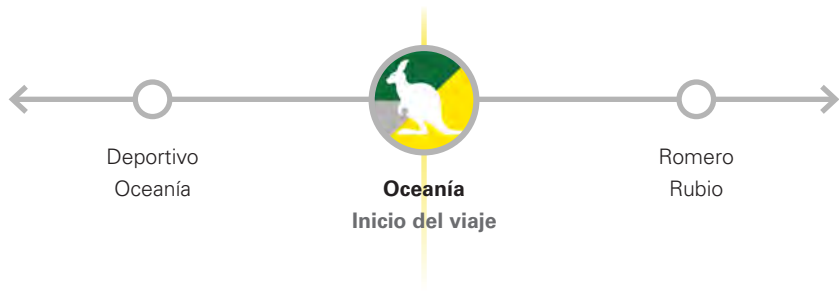 Deportivo
Oceanía
Oceanía
Inicio del viaje
Romero
Rubio